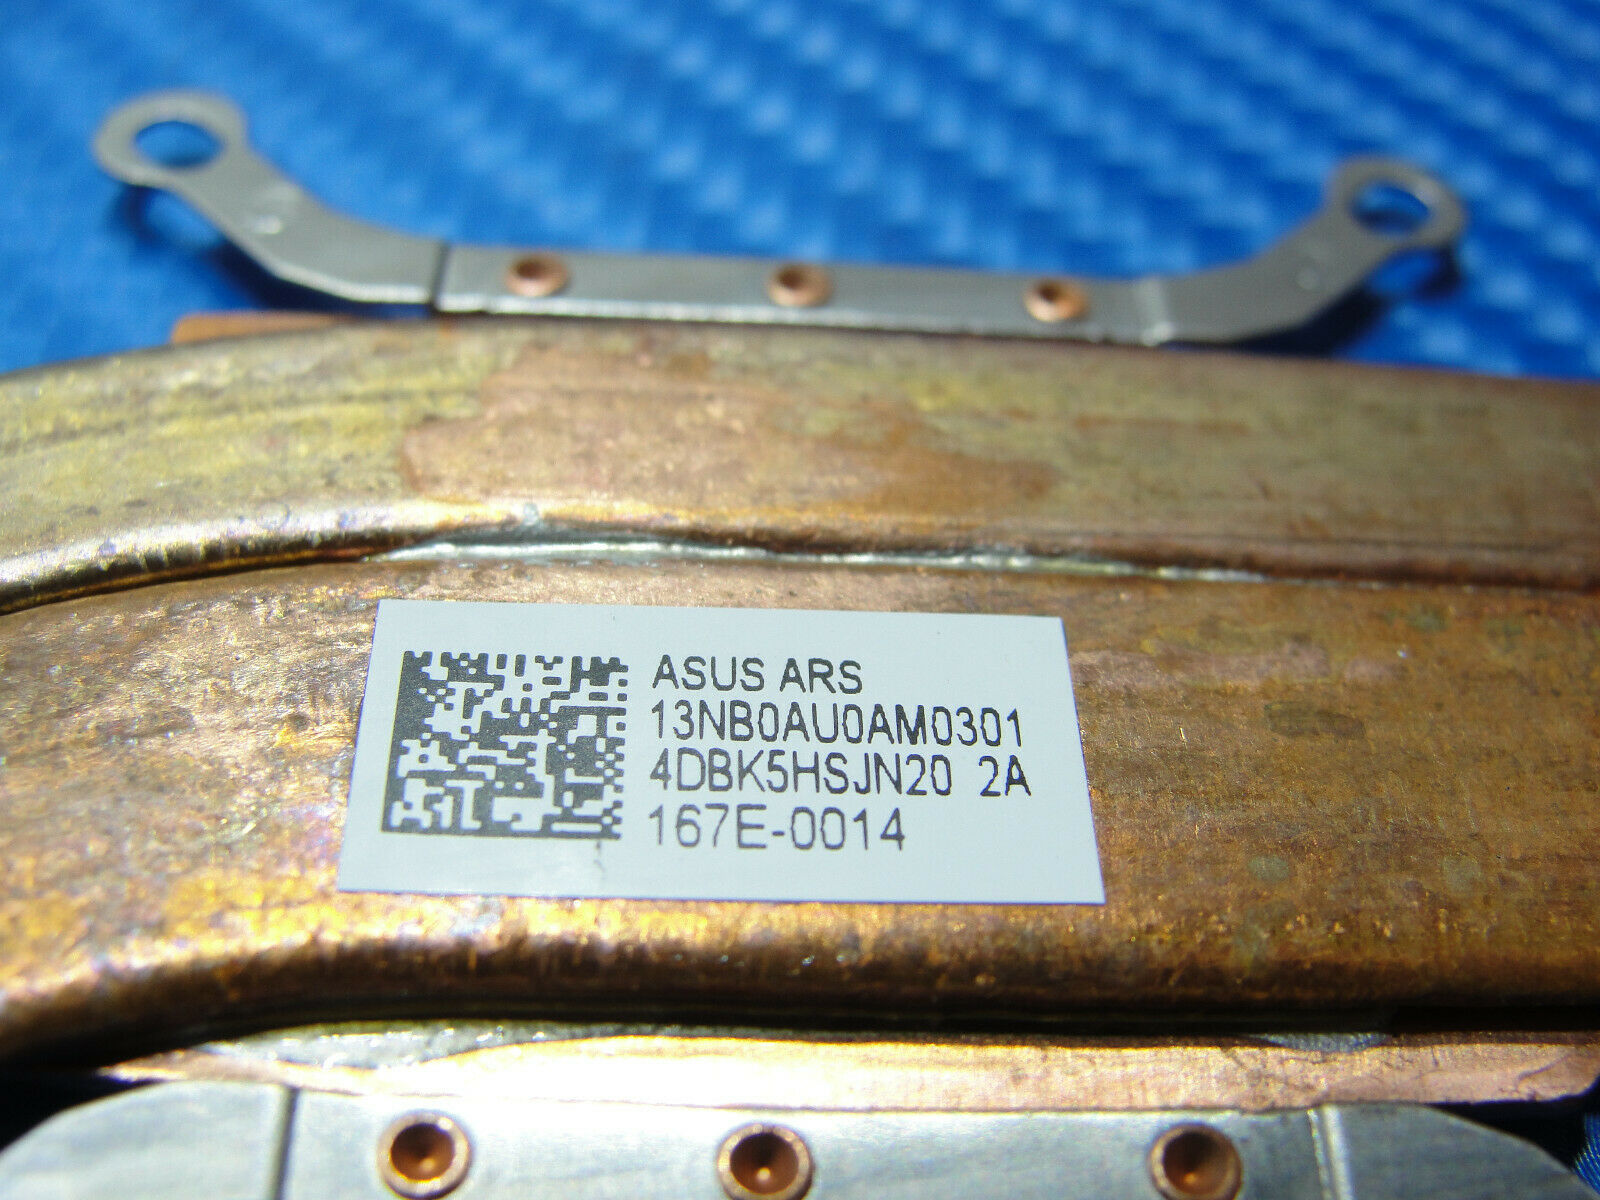 ASUS ARS
13NB0AU0AM0301
4DBK5HSJN20 2A
167E-0014